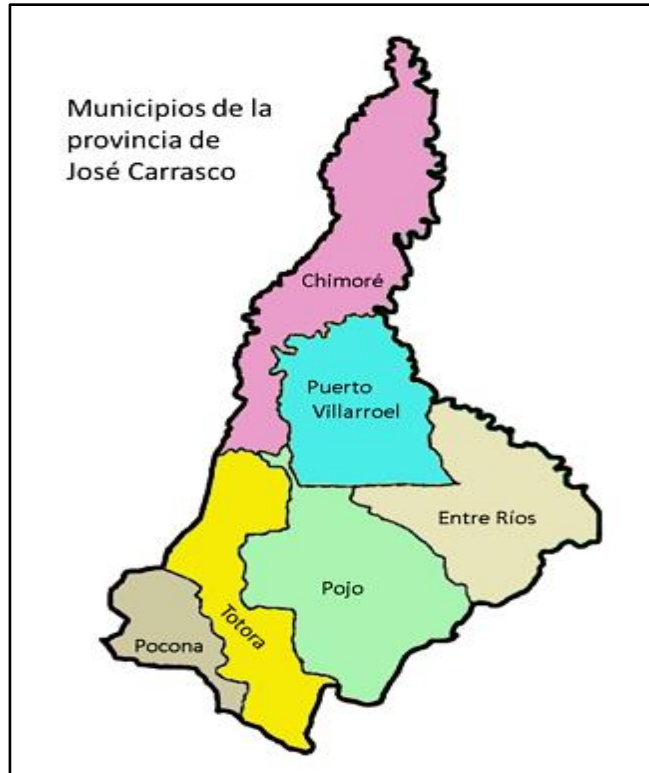 Municipios de la
provincia de
José Carrasco
Chimoré
Puerto
Villarroel
Entre Ríos
Pojo
Totora
Pocona